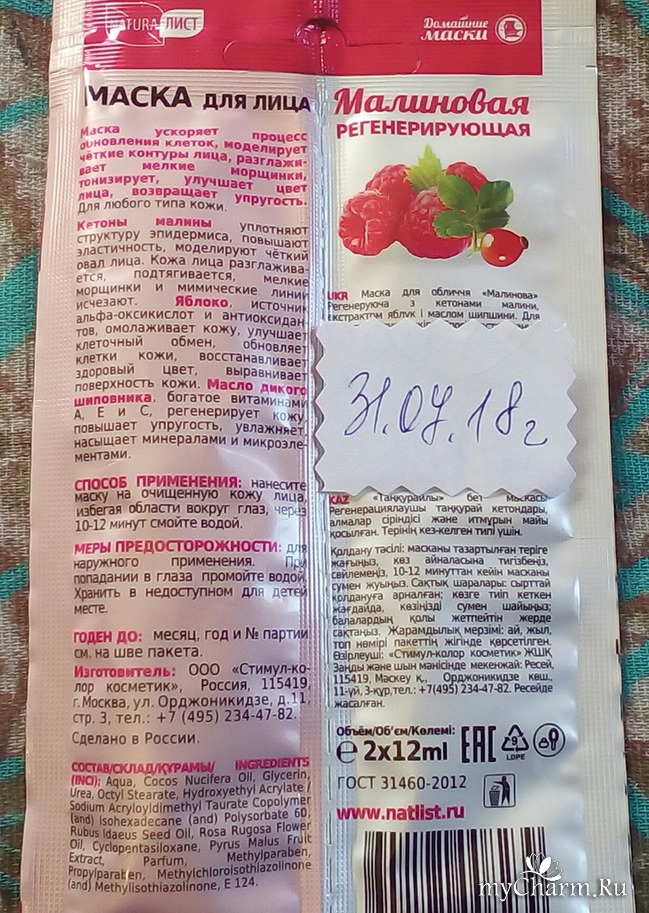 NATURA ЛИСТ
Домашние
маски
МАСКА ДЛЯ ЛИЦА
Маска ускоряет процесс
обновления клеток, моделирует
чёткие контуры лица, разглажи-
вает мелкие морщинки,
тонизирует, улучшает цвет
лица, возвращает упругость.
Для любого типа кожи.
Кетоны малины уплотняют
структуру эпидермиса, повышают
эластичность, моделируют чёткий
овал лица. Кожа лица разглажива-
ется, подтягивается, мелкие
морщинки и мимические линии
исчезают. Яблоко, источник
альфа-оксикислот и антиоксидан-
тов, омолаживает кожу, улучшает
клеточный обмен, обновляет
клетки кожи, восстанавливает
здоровый цвет, выравнивает
поверхность кожи. Масло дикого
шиповника, богатое витаминами
А, Е и С, регенерирует кожу,
повышает упругость, увлажняет,
насыщает минералами и микроэле-
ментами.
СПОСОБ ПРИМЕНЕНИЯ: нанесите
маску на очищенную кожу лица,
избегая области вокруг глаз, через
10-12 минут смойте водой.
МЕРЫ ПРЕДОСТОРОЖНОСТИ: для
наружного применения. При
попадании в глаза промойте водой.
Хранить в недоступном для детей
месте.
ГОДЕН ДО: месяц, год и № партии
см. на шве пакета.
Изготовитель: ООО «Стимул-ко-
лор косметик», Россия, 115419,
г.Москва, ул. Орджоникидзе, д.11,
стр. 3, тел.: +7 (495) 234-47-82.
Сделано в России.
СОСТАВ/СКЛАД/ҚҰРАМЫ/ INGREDIENTS
(INCI): Aqua, Cocos Nucifera Oil, Glycerin,
Urea, Octyl Stearate, Hydroxyethyl Acrylate /
Sodium Acryloyldimethyl Taurate Copolymer
(and) Isohexadecane (and) Polysorbate 60,
Rubus Idaeus Seed Oil, Rosa Rugosa Flower
Oil, Cyclopentasiloxane, Pyrus Malus Fruit
Extract, Parfum, Methylparaben,
Propylparaben, Methylchloroisothiazolinone
(and) Methylisothiazolinone, E 124.
Малиновая
РЕГЕНЕРИРУЮЩАЯ
UKR Маска для обличчя «Малинова»
Регенеруюча з кетонами малини,
екстрактом яблук і маслом шипшини. Для
31.07.18 г
KAZ «Таңқурайлы» бет маскасы
Регенерациялаушы таңқурай кетондары,
алмалар сіріндісі және итмұрын майы
қосылған. Терінің кез-келген типі үшін.
Қолдану тәсілі: масканы тазартылған теріге
жағыңыз, көз айналасына тигізбеңіз,
сөйлемеңіз, 10-12 минуттан кейін масканы
сумен жуыңыз. Сақтық шаралары: сырттай
қолдануға арналған; көзге тиіп кеткен
жағдайда, көзіңізді сумен шайыңыз;
балалардың қолы жетпейтін жерде
сақтаңыз. Жарамдылық мерзімі: ай, жыл,
топ нөмірі пакеттің жігінде көрсетілген.
Өзірлеуші: «Стимул-колор косметик» ЖШҚ
Заңды және шын мәнісінде мекенжай: Ресей,
115419, Маскеу қ., Орджоникидзе көш.,
11-үй, 3-құр,тел.: +7(495) 234-47-82. Ресейде
жасалған.
Объём/Об'єм/Көлемі:
℮ 2x12ml EAC 9 LDPE
ГОСТ 31460-2012
www.natlist.ru
myCharm.Ru